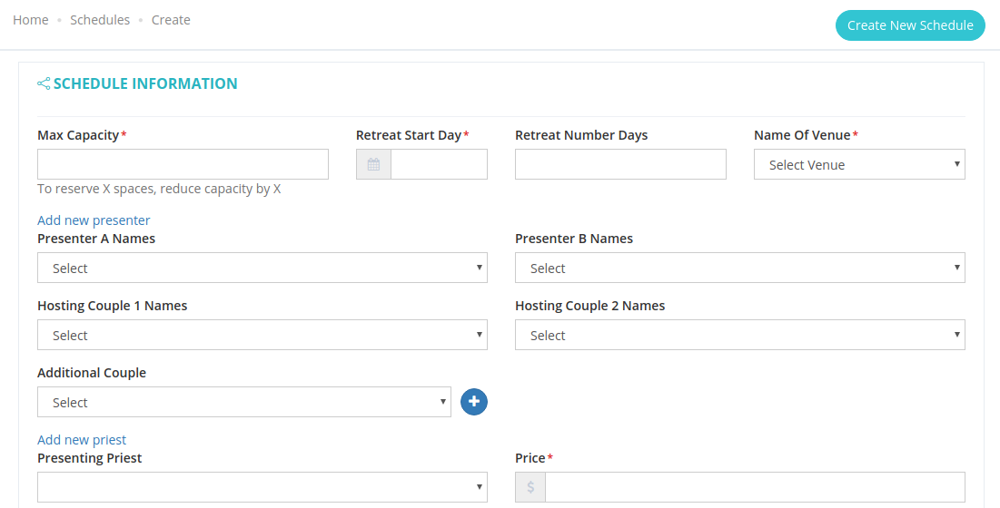 Home • Schedules • Create
Create New Schedule
SCHEDULE INFORMATION
Max Capacity* Retreat Start Day* Retreat Number Days Name Of Venue*
Select Venue
To reserve X spaces, reduce capacity by X
Add new presenter
Presenter A Names Presenter B Names
Select Select
Hosting Couple 1 Names Hosting Couple 2 Names
Select Select
Additional Couple
Select
Add new priest
Presenting Priest Price*
$